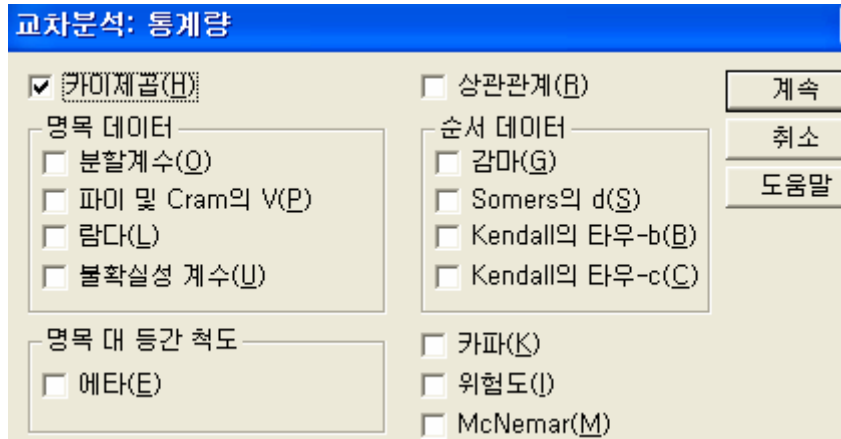 교차분석: 통계량
카이제곱(H)
상관관계(R)
계속
취소
도움말
명목 데이터
분할계수(O)
파이 및 Cram의 V(P)
람다(L)
불확실성 계수(U)
순서 데이터
감마(G)
Somers의 d(S)
Kendall의 타우-b(B)
Kendall의 타우-c(C)
명목 대 등간 척도
에타(E)
카파(K)
위험도(I)
McNemar(M)